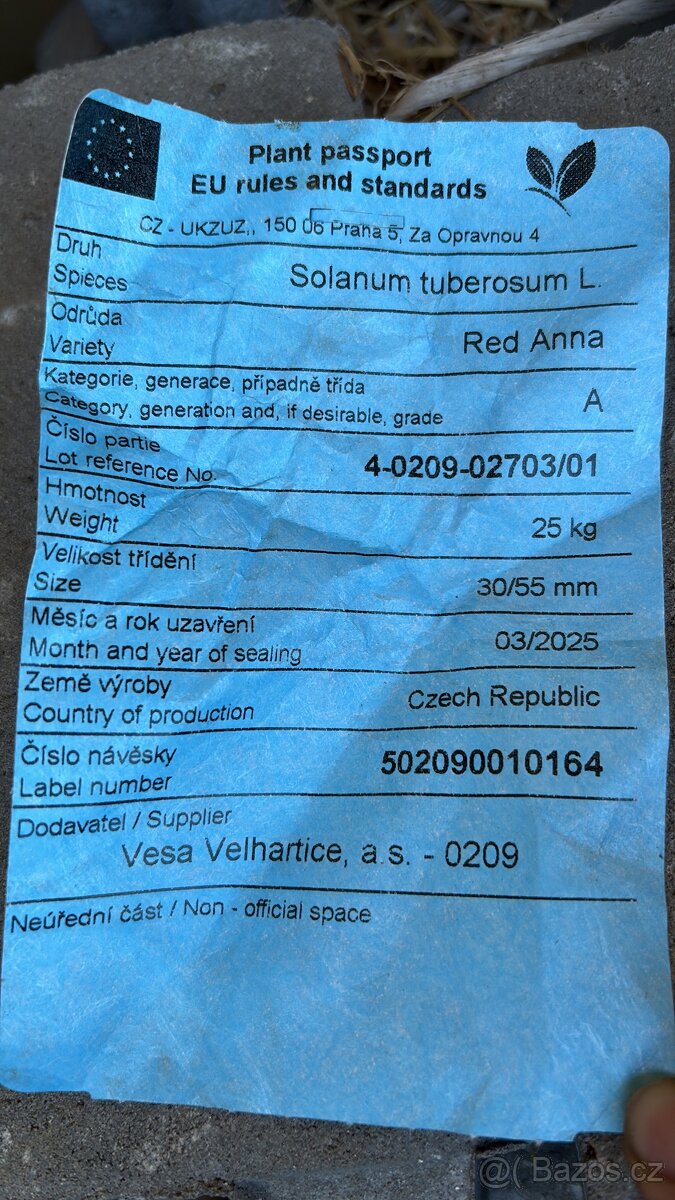 Plant passport
EU rules and standards
CZ - UKZUZ,, 150 06 Praha 5, Za Opravnou 4
Druh
Spieces
Solanum tuberosum L.
Odrůda
Variety
Red Anna
Kategorie, generace, případně třída
Category, generation and, if desirable, grade
A
Číslo partie
Lot reference No.
4-0209-02703/01
Hmotnost
Weight
25 kg
Velikost třídění
Size
30/55 mm
Měsíc a rok uzavření
Month and year of sealing
03/2025
Země výroby
Country of production
Czech Republic
Číslo návěsky
Label number
502090010164
Dodavatel / Supplier
Vesa Velhartice, a.s. - 0209
Neúřední část / Non - official space
@( Bazos.cz